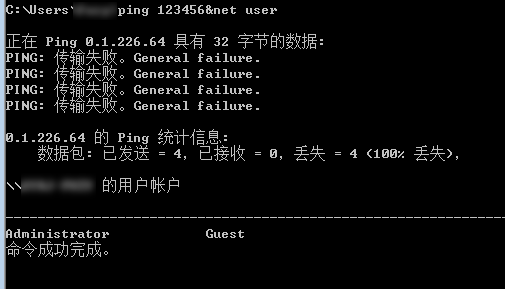 C:\Users\ping 123456&net user
正在 Ping 0.1.226.64 具有 32 字节的数据:
PING: 传输失败。General failure.
PING: 传输失败。General failure.
PING: 传输失败。General failure.
PING: 传输失败。General failure.
0.1.226.64 的 Ping 统计信息:
数据包: 已发送 = 4, 已接收 = 0, 丢失 = 4 (100% 丢失),
\\ 的用户帐户
-------------------------------------------------------------------------------
Administrator Guest
命令成功完成。